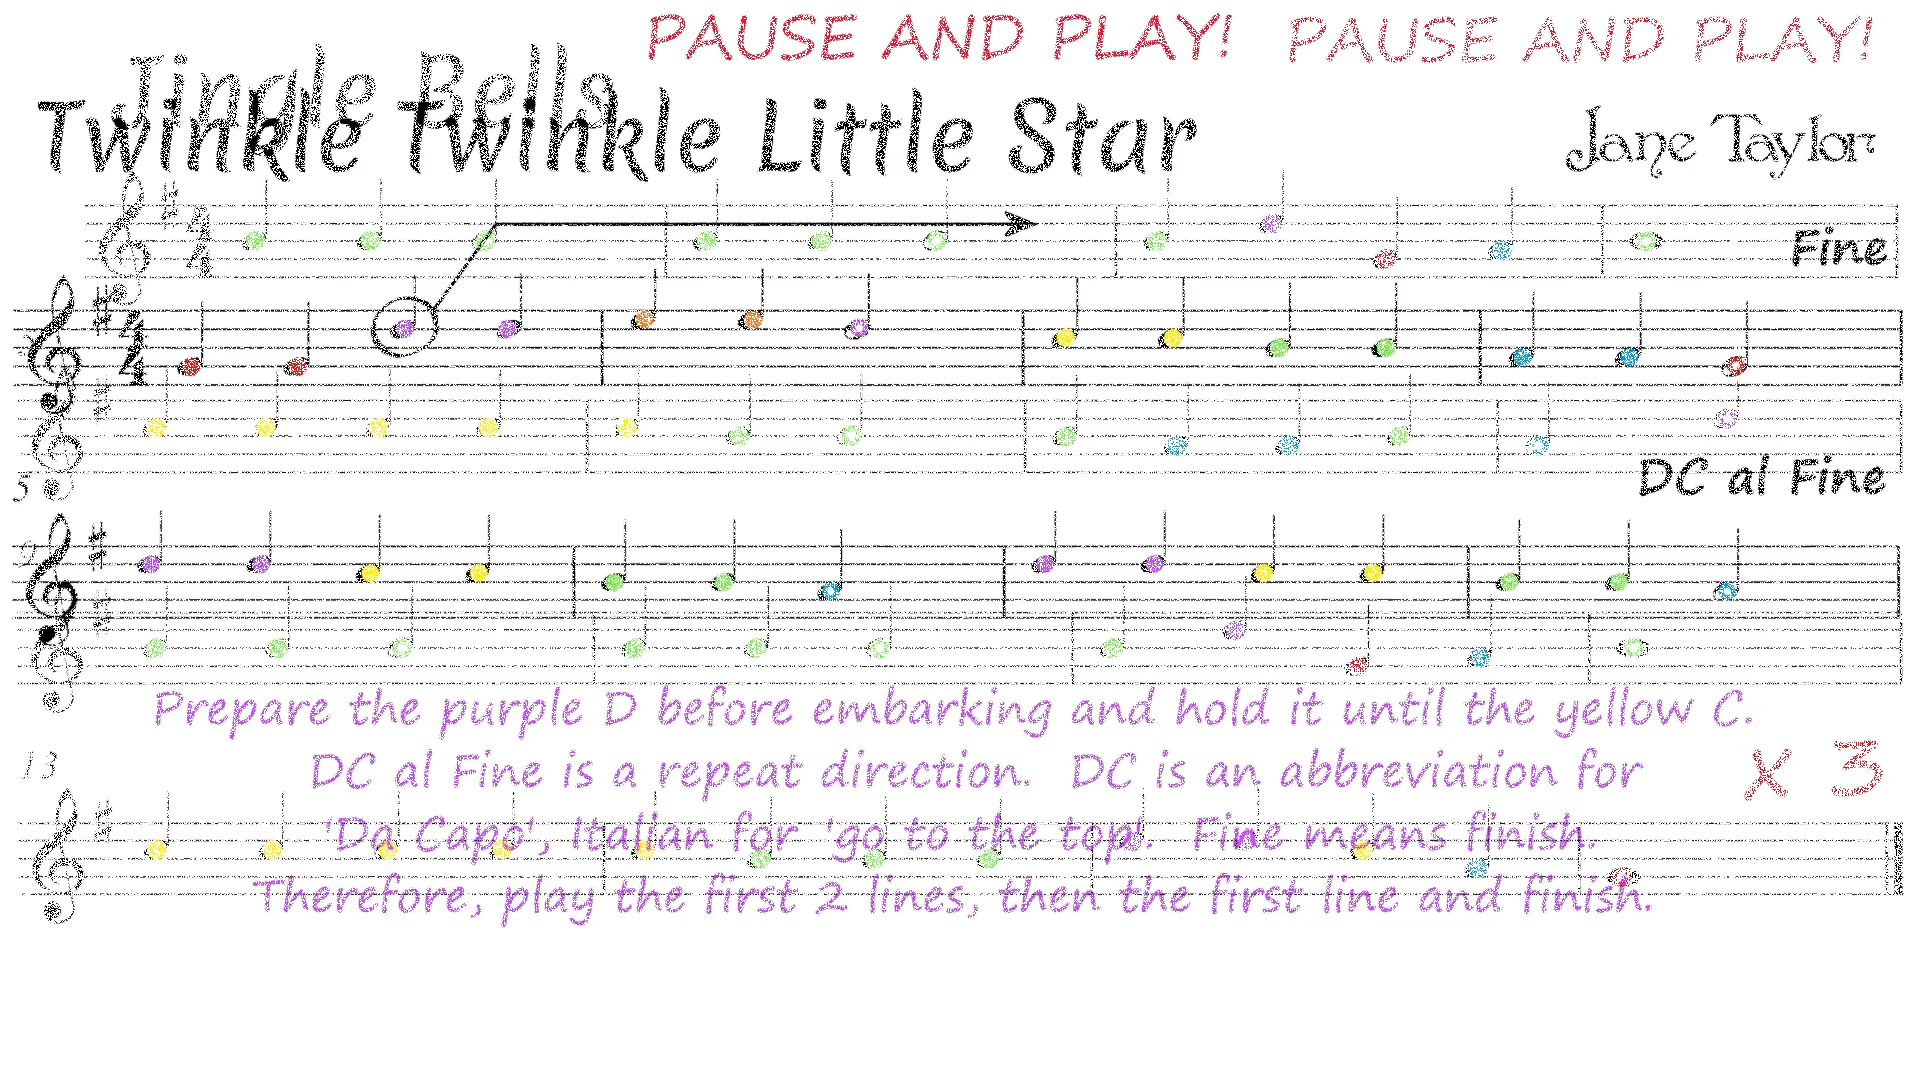 PAUSE AND PLAY! PAUSE AND PLAY!
Jingle Bells
Twinkle Twinkle Little Star
Jane Taylor
Fine
5
DC al Fine
9
Prepare the purple D before embarking and hold it until the yellow C.
13
DC al Fine is a repeat direction. DC is an abbreviation for
x 3
'Da Capo', Italian for 'go to the top'. Fine means finish.
Therefore, play the first 2 lines, then the first line and finish.